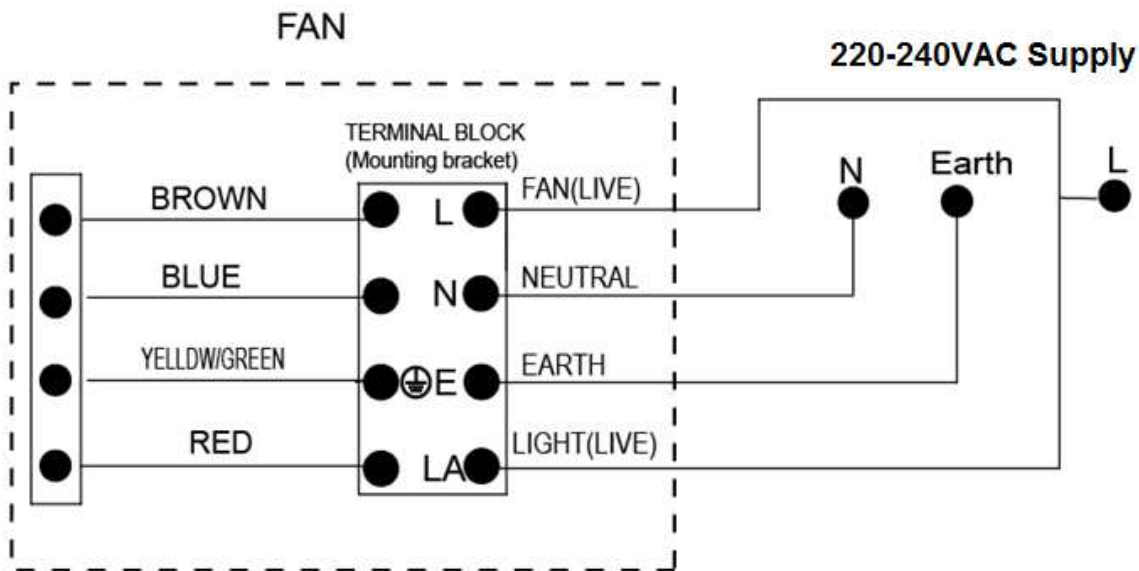 FAN
220-240VAC Supply
TERMINAL BLOCK
(Mounting bracket)
BROWN
L
FAN(LIVE)
N
Earth
L
BLUE
N
NEUTRAL
YELLDW/GREEN
E
EARTH
RED
LA
LIGHT(LIVE)